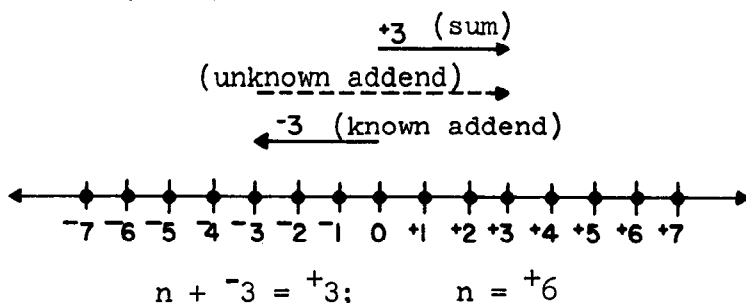 ⁺3 (sum)
(unknown addend)
⁻3 (known addend)
⁻7 ⁻6 ⁻5 ⁻4 ⁻3 ⁻2 ⁻1 0 ⁺1 ⁺2 ⁺3 ⁺4 ⁺5 ⁺6 ⁺7
n + ⁻3 = ⁺3; n = ⁺6